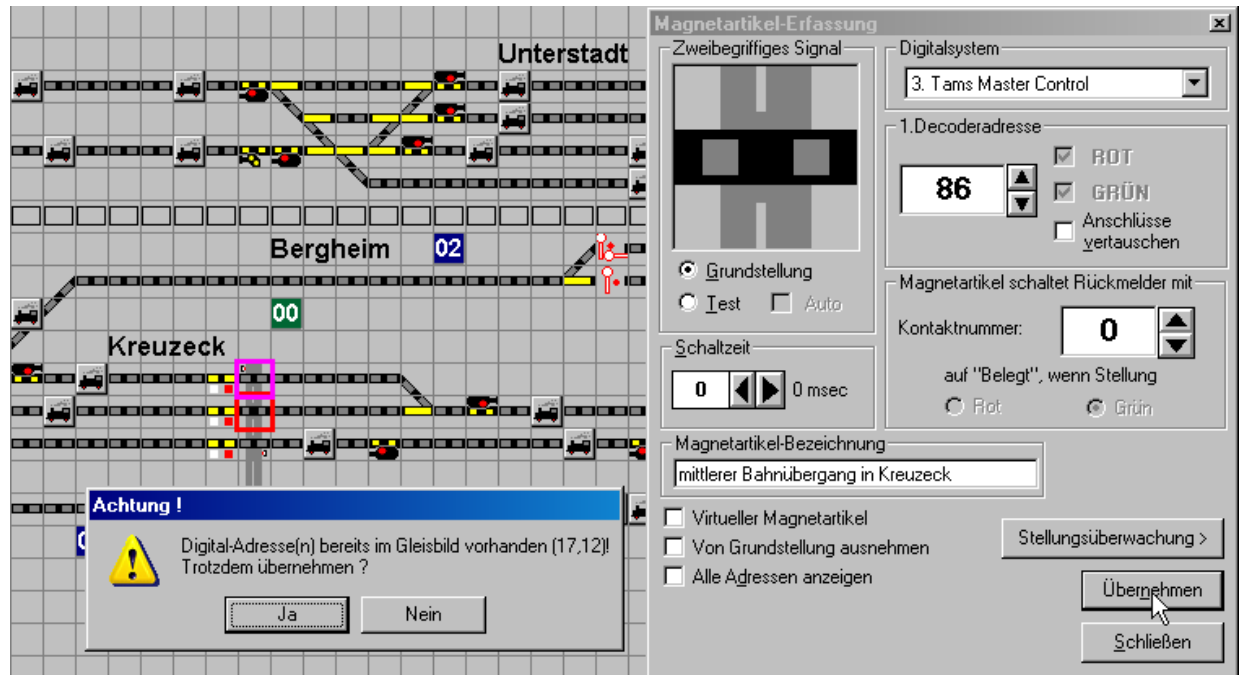 Unterstadt
Bergheim
02
00
Kreuzeck
Achtung !
Digital-Adresse(n) bereits im Gleisbild vorhanden (17,12)!
Trotzdem übernehmen ?
Ja
Nein
Magnetartikel-Erfassung
Zweibegriffiges Signal
Grundstellung
Test
Auto
Schaltzeit
0
0 msec
Digitalsystem
3. Tams Master Control
1.Decoderadresse
86
ROT
GRÜN
Anschlüsse
vertauschen
Magnetartikel schaltet Rückmelder mit
Kontaktnummer:
0
auf "Belegt", wenn Stellung
Rot
Grün
Magnetartikel-Bezeichnung
mittlerer Bahnübergang in Kreuzeck
Virtueller Magnetartikel
Von Grundstellung ausnehmen
Alle Adressen anzeigen
Stellungsüberwachung >
Übernehmen
Schließen